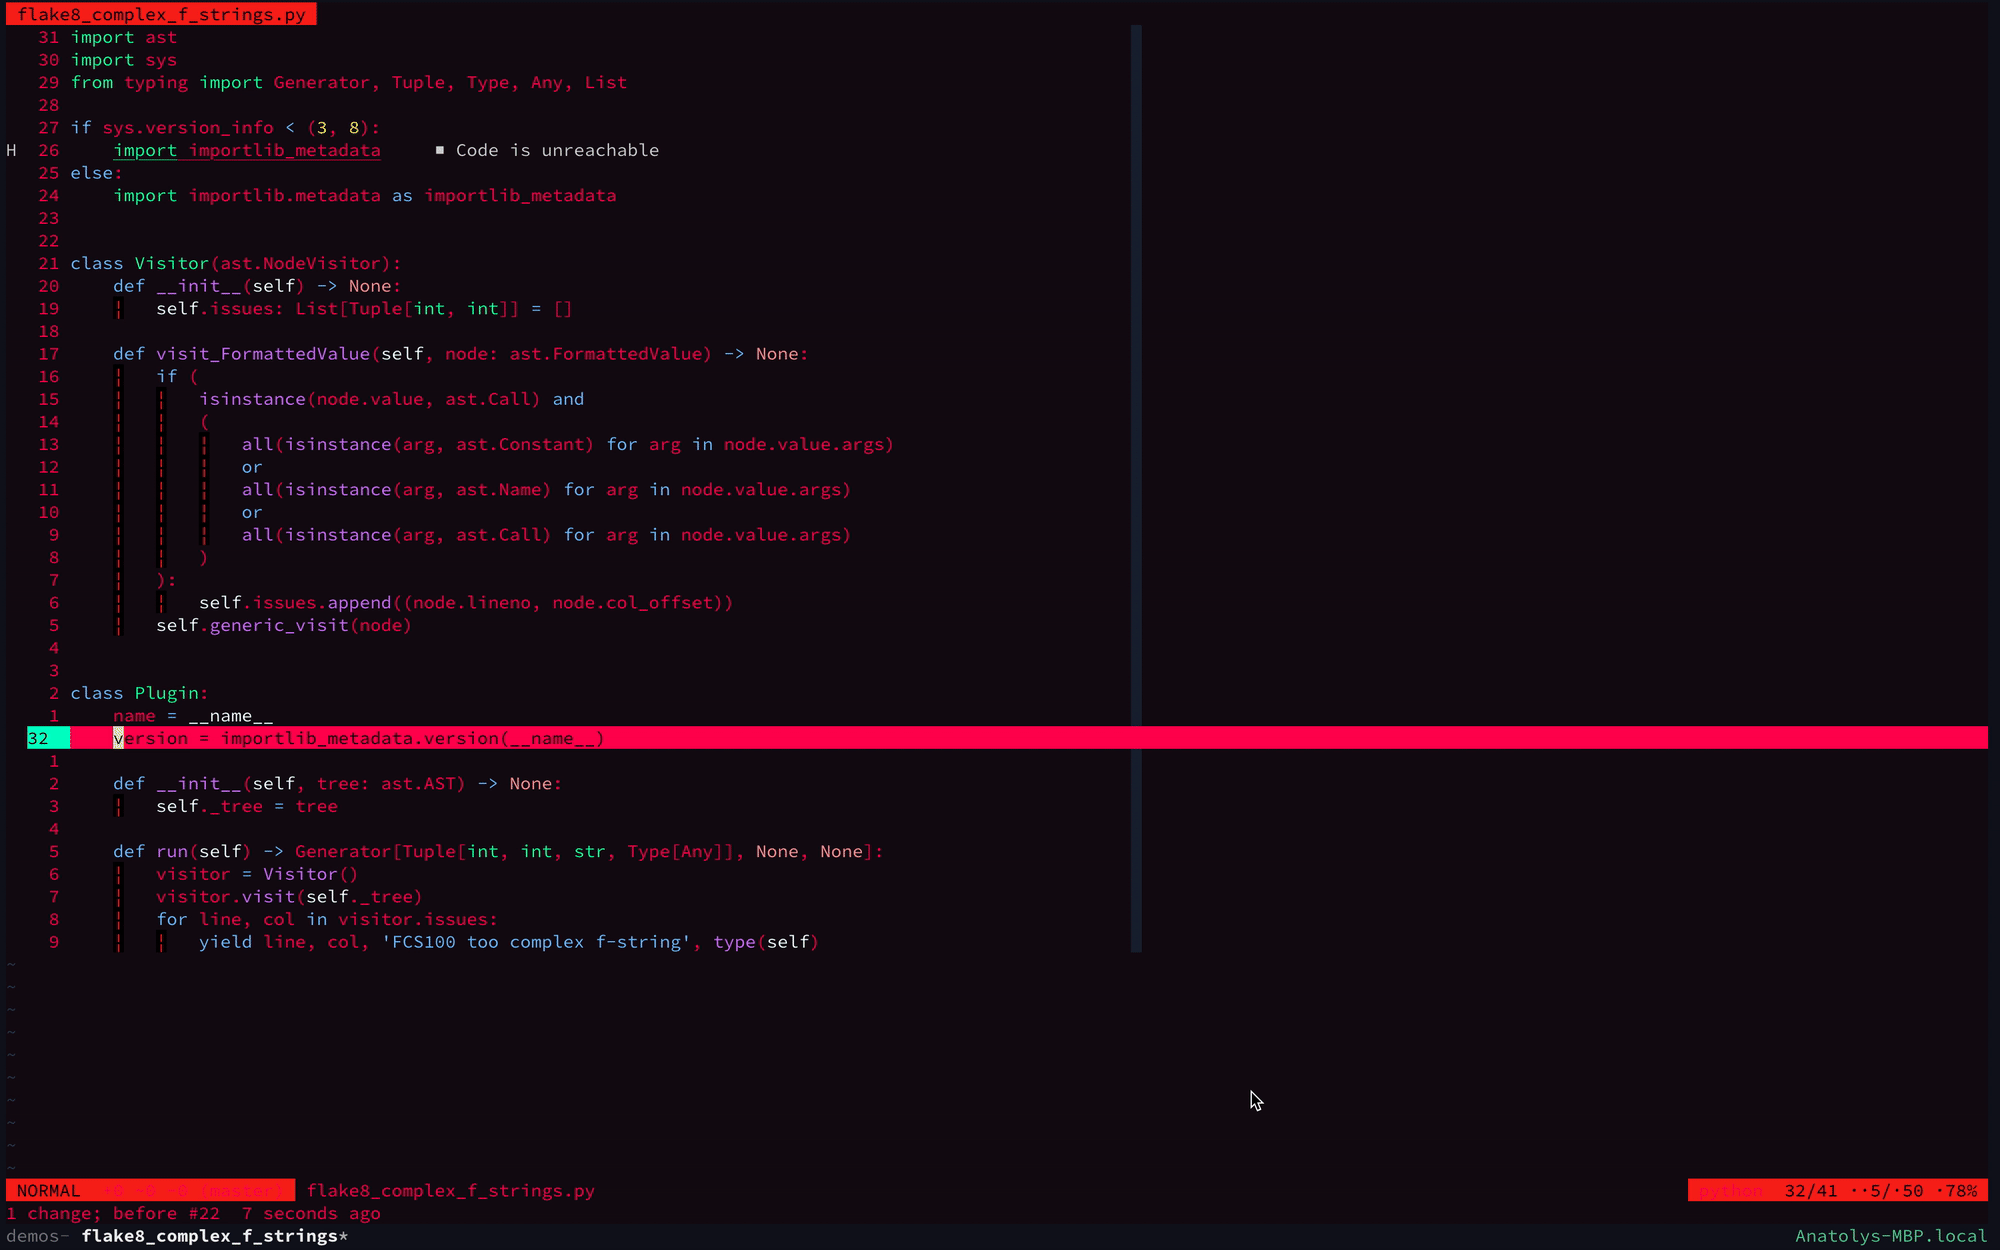 flake8_complex_f_strings.py
31 import ast
30 import sys
29 from typing import Generator, Tuple, Type, Any, List
28
27 if sys.version_info < (3, 8):
H 26     import importlib_metadata     ■ Code is unreachable
25 else:
24     import importlib.metadata as importlib_metadata
23
22
21 class Visitor(ast.NodeVisitor):
20     def __init__(self) -> None:
19     ¦   self.issues: List[Tuple[int, int]] = []
18
17     def visit_FormattedValue(self, node: ast.FormattedValue) -> None:
16     ¦   if (
15     ¦   ¦   isinstance(node.value, ast.Call) and
14     ¦   ¦   (
13     ¦   ¦   ¦   all(isinstance(arg, ast.Constant) for arg in node.value.args)
12     ¦   ¦   ¦   or
11     ¦   ¦   ¦   all(isinstance(arg, ast.Name) for arg in node.value.args)
10     ¦   ¦   ¦   or
9     ¦   ¦   ¦   all(isinstance(arg, ast.Call) for arg in node.value.args)
8     ¦   ¦   )
7     ¦   ):
6     ¦   ¦   self.issues.append((node.lineno, node.col_offset))
5     ¦   self.generic_visit(node)
4
3
2 class Plugin:
1     name = __name__
32     version = importlib_metadata.version(__name__)
1
2     def __init__(self, tree: ast.AST) -> None:
3     ¦   self._tree = tree
4
5     def run(self) -> Generator[Tuple[int, int, str, Type[Any]], None, None]:
6     ¦   visitor = Visitor()
7     ¦   visitor.visit(self._tree)
8     ¦   for line, col in visitor.issues:
9     ¦   ¦   yield line, col, 'FCS100 too complex f-string', type(self)
~
~
~
~
~
~
~
~
~
~
NORMAL +0 ~0 -0 (master) flake8_complex_f_strings.py python 32/41 ··5/·50 ·78%
1 change; before #22  7 seconds ago
demos- flake8_complex_f_strings* Anatolys-MBP.local